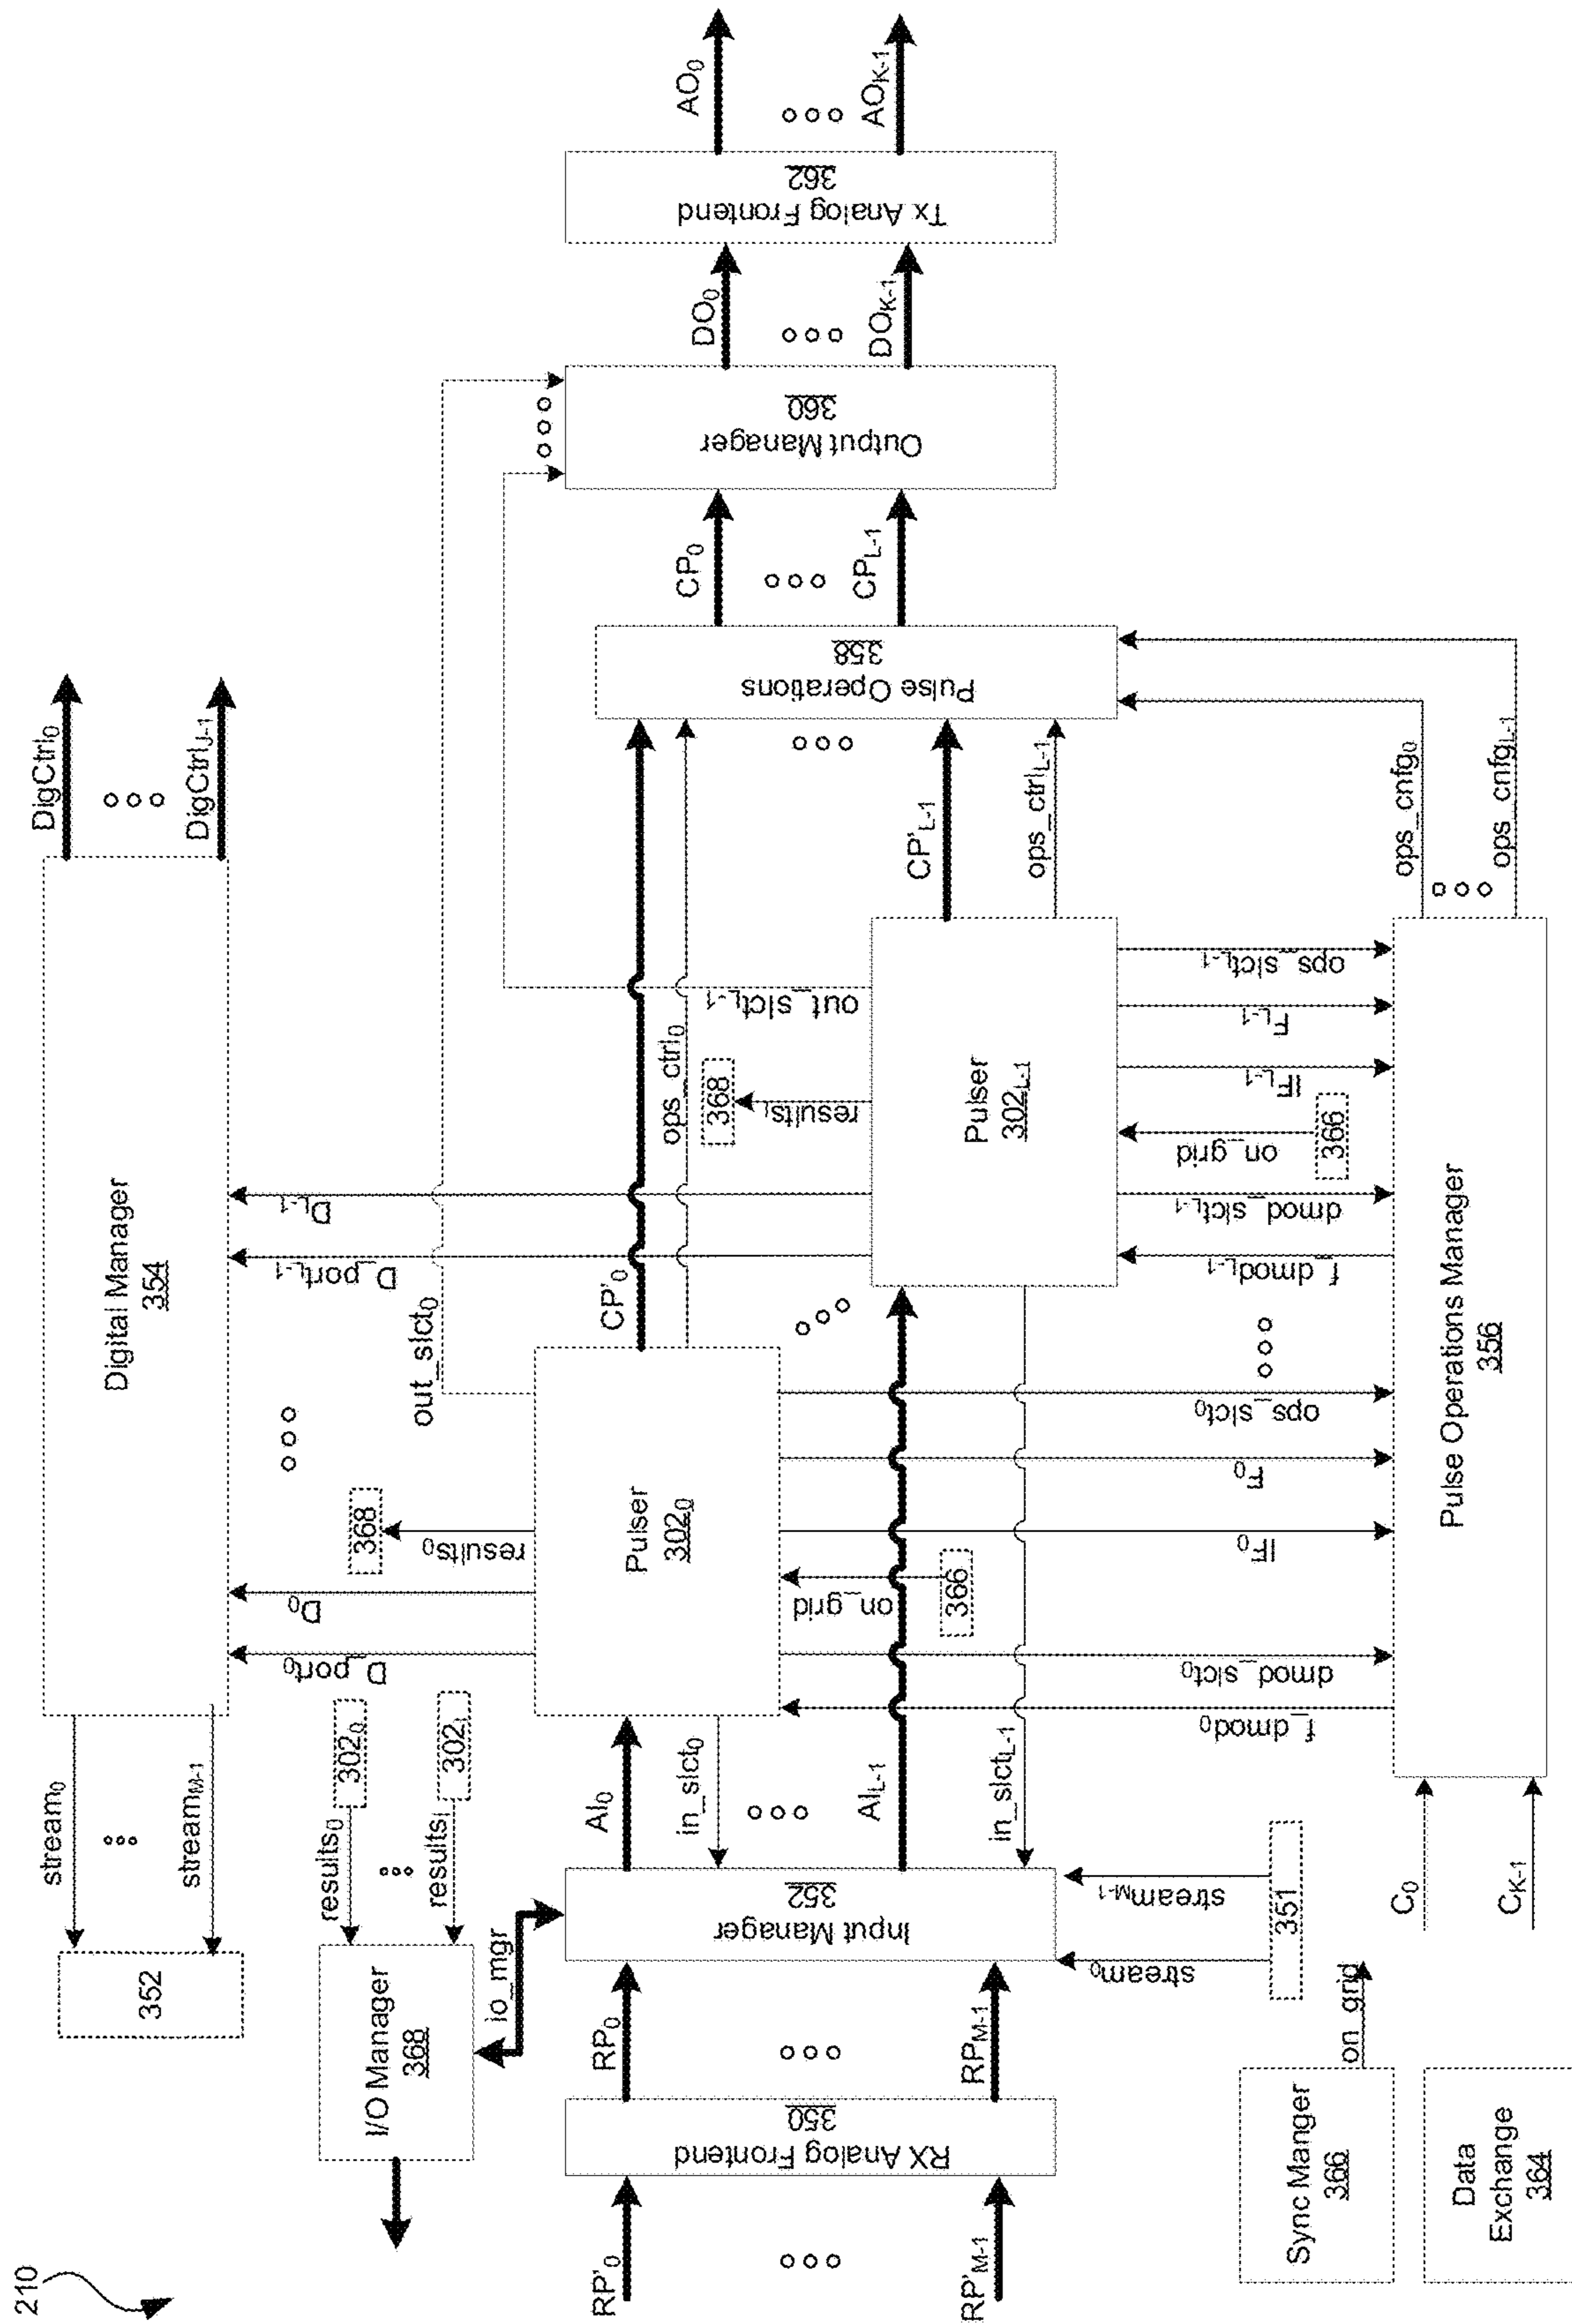 210
DigCtrl0
DigCtrlJ-1
Digital Manager
354
stream0
streamM-1
352
D_port0
D0
results0
368
D_portL-1
DL-1
out_slct0
3020
302l
results0
resultsl
I/O Manager
368
io_mgr
RP'0
RP'M-1
RX Analog Frontend
350
RP0
RPM-1
Input Manager
352
AI0
in_slct0
AIL-1
in_slctL-1
stream0
streamM-1
351
Pulser
3020
CP'0
ops_ctrl0
on_grid
366
f_dmod0
dmod_slct0
IF0
F0
ops_slct0
Pulser
302L-1
resultsl
368
out_slctL-1
CP'L-1
ops_ctrlL-1
f_dmodL-1
dmod_slctL-1
on_grid
366
IFL-1
FL-1
ops_slctL-1
Pulse Operations
358
CP0
CPL-1
Output Manager
360
DO0
DOK-1
Tx Analog Frontend
362
AO0
AOK-1
Pulse Operations Manager
356
ops_cnfg0
ops_cnfgL-1
C0
CK-1
Sync Manger
366
on_grid
Data
Exchange
364